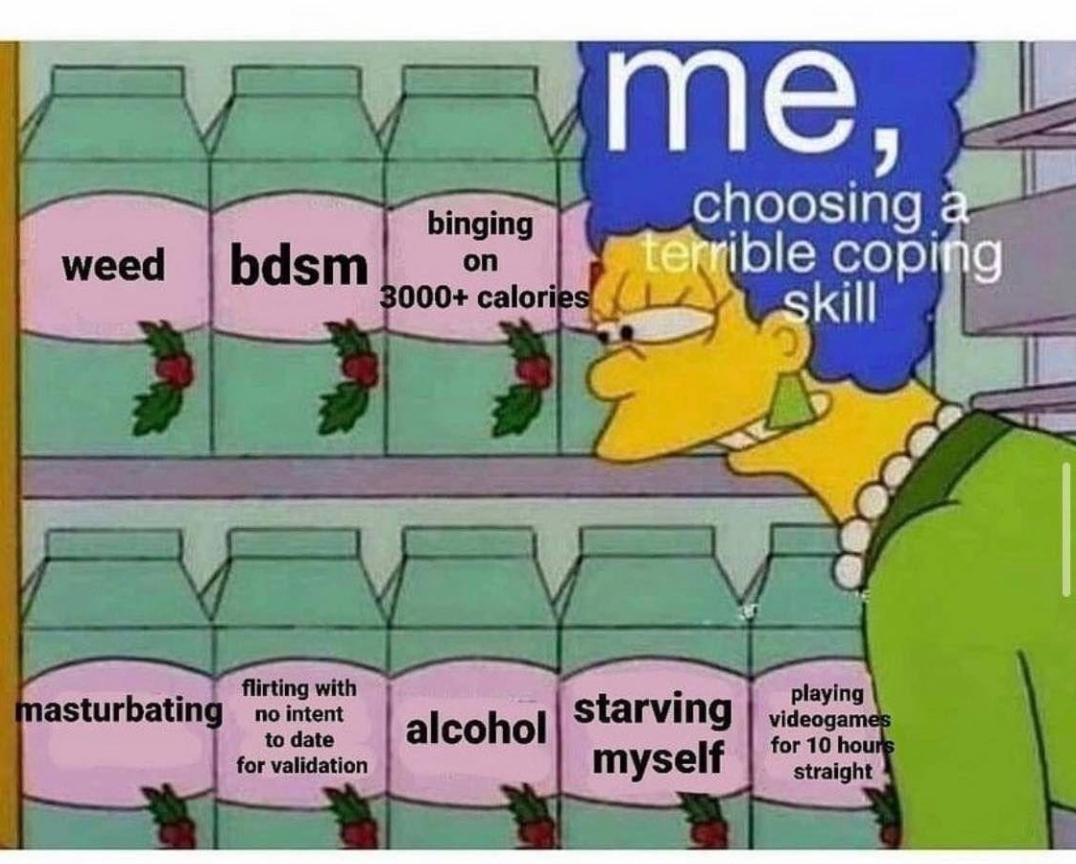 me,
choosing a
terrible coping
skill
weed
bdsm
binging
on
3000+ calories
masturbating
flirting with
no intent
to date
for validation
alcohol
starving
myself
playing
videogames
for 10 hours
straight